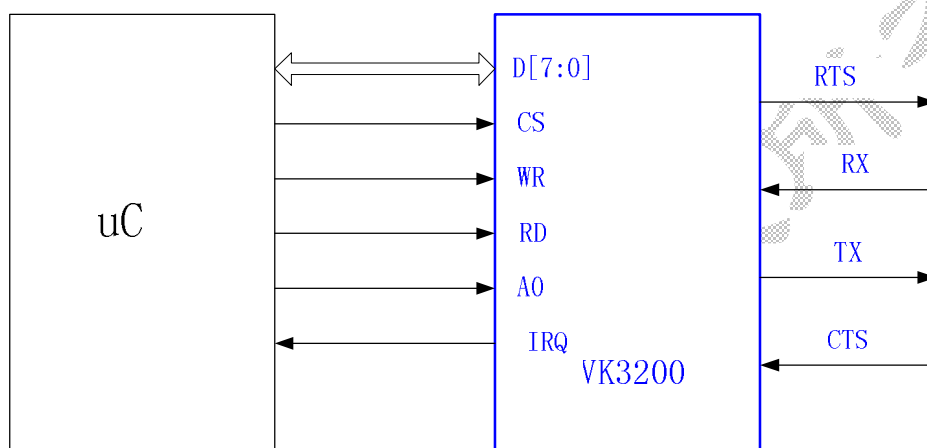 uC
D[7:0]
CS
WR
RD
A0
IRQ
VK3200
RTS
RX
TX
CTS